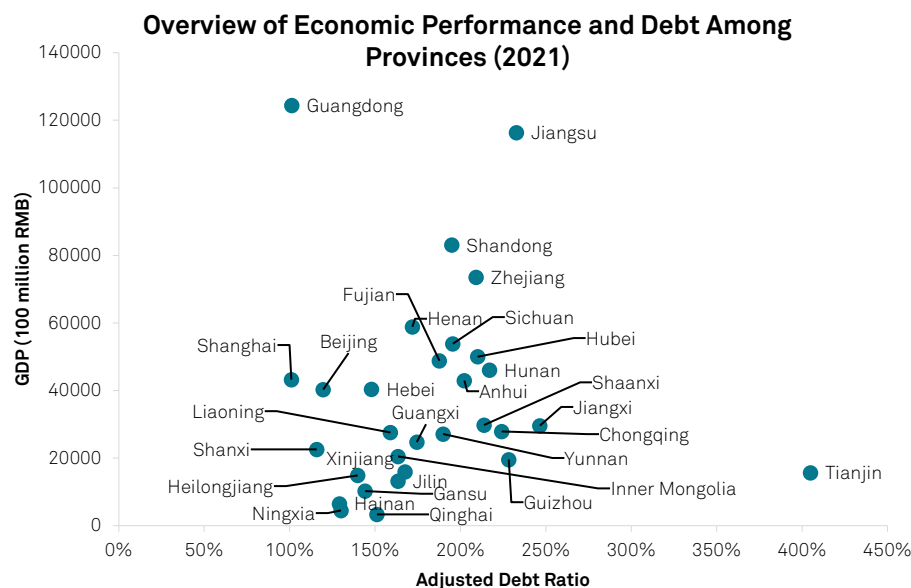 Overview of Economic Performance and Debt Among
Provinces (2021)
GDP (100 million RMB)
140000
120000
100000
80000
60000
40000
20000
0
Guangdong
Jiangsu
Shandong
Zhejiang
Fujian
Henan
Sichuan
Hubei
Shanghai
Beijing
Hebei
Hunan
Anhui
Shaanxi
Liaoning
Guangxi
Jiangxi
Chongqing
Shanxi
Xinjiang
Yunnan
Tianjin
Heilongjiang
Jilin
Inner Mongolia
Gansu
Hainan
Guizhou
Ningxia
Qinghai
0%
50%
100%
150%
200%
250%
300%
350%
400%
450%
Adjusted Debt Ratio